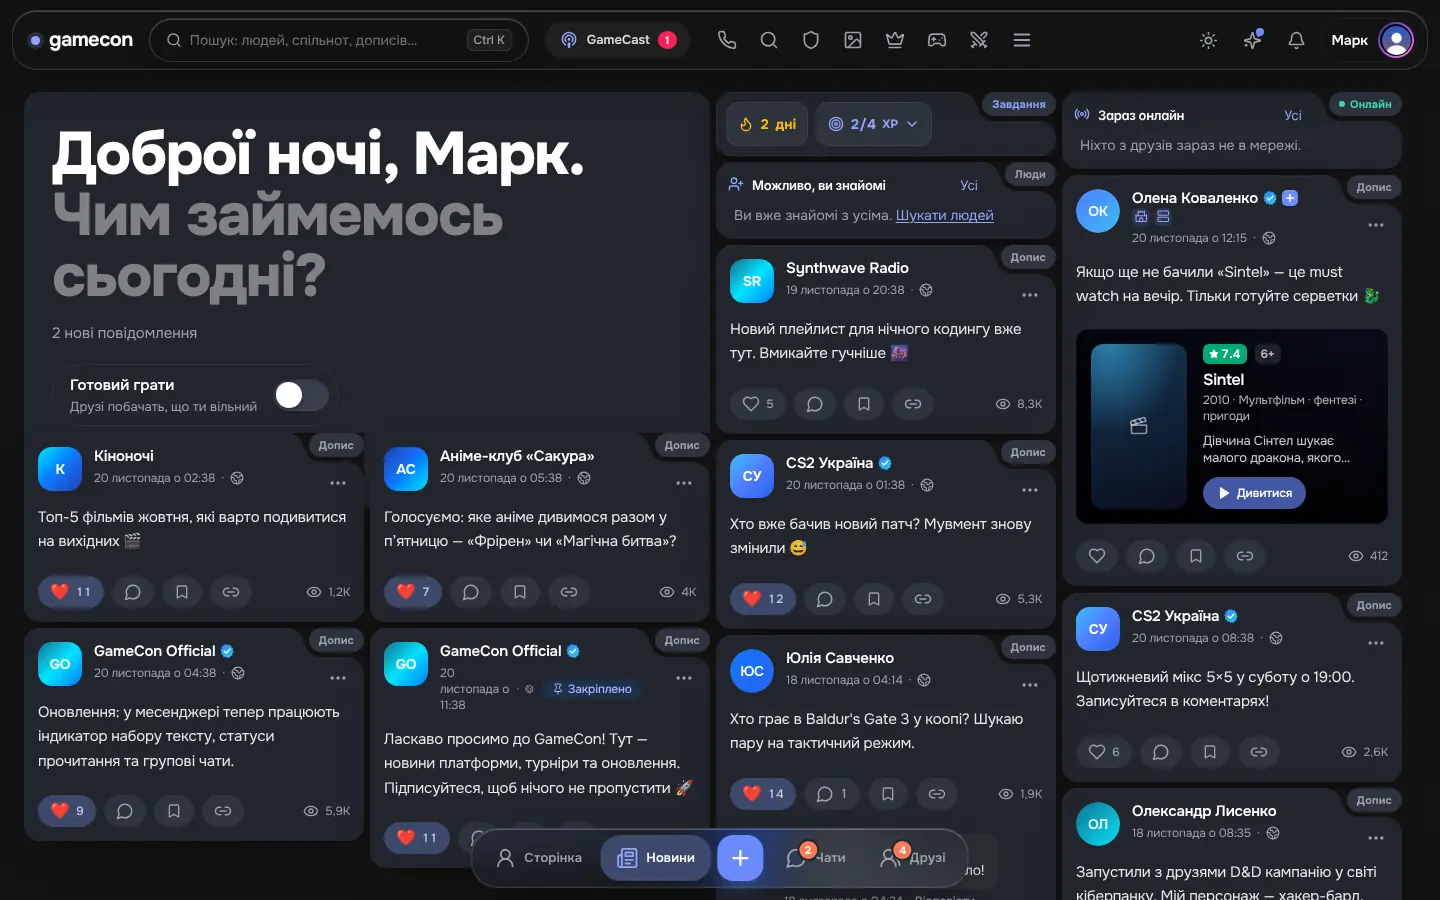 gamecon
Пошук: людей, спільнот, дописів...
Ctrl K
GameCast 1
Марк
Доброї ночі, Марк.
Чим займемось
сьогодні?
2 нові повідомлення
Готовий грати
Друзі побачать, що ти вільний
Допис
К
Кіноночі
20 листопада о 02:38 ·
Топ-5 фільмів жовтня, які варто подивитися
на вихідних 🎬
❤️ 11
1,2K
Допис
АС
Аніме-клуб «Сакура»
20 листопада о 05:38 ·
Голосуємо: яке аніме дивимося разом у
п’ятницю — «Фрірен» чи «Магічна битва»?
❤️ 7
4K
Допис
GO
GameCon Official
20 листопада о 04:38 ·
Оновлення: у месенджері тепер працюють
індикатор набору тексту, статуси
прочитання та групові чати.
❤️ 9
5,9K
Допис
GO
GameCon Official
20
листопада о ·
11:38
Закріплено
Ласкаво просимо до GameCon! Тут —
новини платформи, турніри та оновлення.
Підписуйтеся, щоб нічого не пропустити 🚀
❤️ 11
Завдання
2 дні
2/4 XP
Люди
Можливо, ви знайомі
Усі
Ви вже знайомі з усіма. Шукати людей
Допис
SR
Synthwave Radio
19 листопада о 20:38 ·
Новий плейлист для нічного кодингу вже
тут. Вмикайте гучніше 🌆
5
8,3K
Допис
СУ
CS2 Україна
20 листопада о 01:38 ·
Хто вже бачив новий патч? Мувмент знову
змінили 😅
❤️ 12
5,3K
Допис
ЮС
Юлія Савченко
18 листопада о 04:14 ·
Хто грає в Baldur's Gate 3 у коопі? Шукаю
пару на тактичний режим.
❤️ 14
1
1,9K
ло!
Онлайн
Зараз онлайн
Усі
Ніхто з друзів зараз не в мережі.
Допис
ОК
Олена Коваленко
20 листопада о 12:15 ·
Якщо ще не бачили «Sintel» — це must
watch на вечір. Тільки готуйте серветки 🐉
7.4
6+
Sintel
2010 · Мультфільм · фентезі ·
пригоди
Дівчина Сінтел шукає
малого дракона, якого...
Дивитися
412
Допис
СУ
CS2 Україна
20 листопада о 08:38 ·
Щотижневий мікс 5×5 у суботу о 19:00.
Записуйтеся в коментарях!
6
2,6K
Допис
ОЛ
Олександр Лисенко
18 листопада о 08:35 ·
Запустили з друзями D&D кампанію у світі
кіберпанку. Мій персонаж — хакер-бард.
Сторінка
Новини
2
Чати
4
Друзі